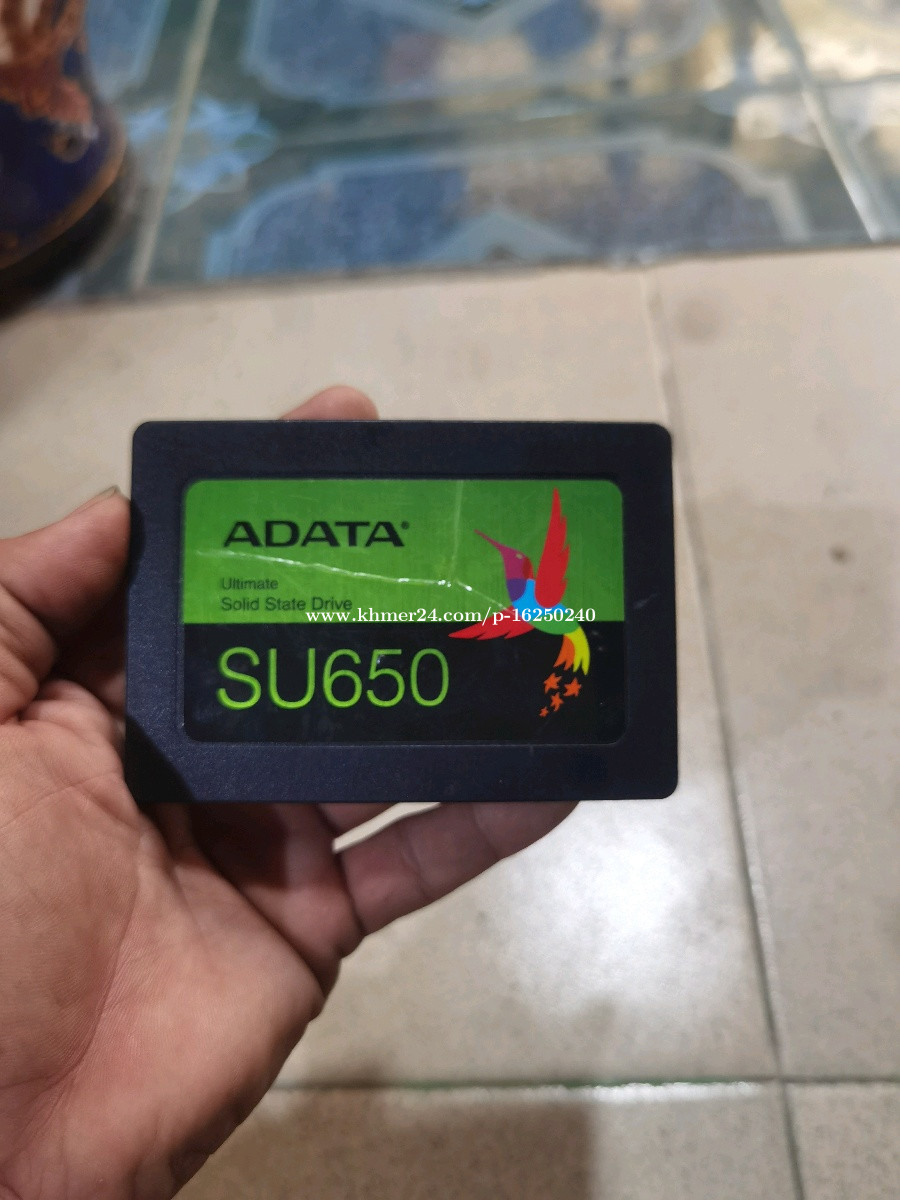 ADATA®
Ultimate
Solid State Drive
www.khmer24.com/p-16250240
SU650